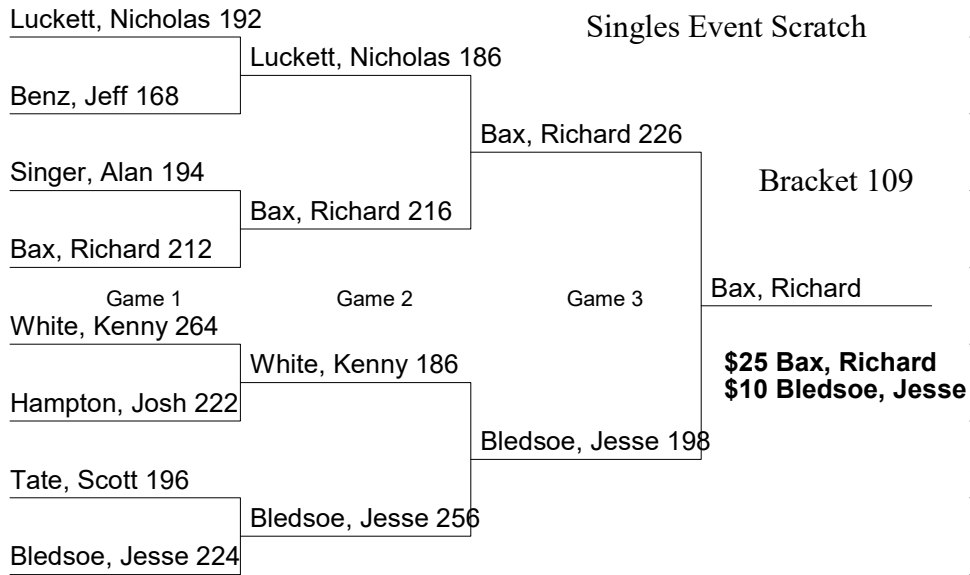 Luckett, Nicholas 192
Singles Event Scratch
Luckett, Nicholas 186
Benz, Jeff 168
Bax, Richard 226
Singer, Alan 194
Bracket 109
Bax, Richard 216
Bax, Richard 212
Game 1
Game 2
Game 3
Bax, Richard
White, Kenny 264
White, Kenny 186
$25 Bax, Richard
$10 Bledsoe, Jesse
Hampton, Josh 222
Bledsoe, Jesse 198
Tate, Scott 196
Bledsoe, Jesse 256
Bledsoe, Jesse 224